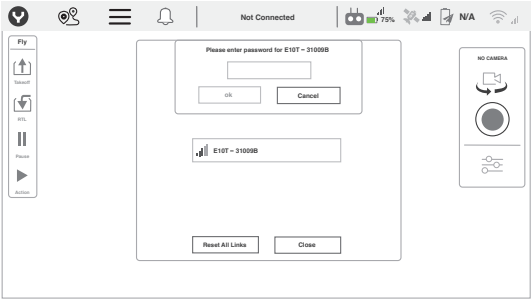 Not Connected
75%
N/A
Fly
Takeoff
RTL
Pause
Action
Please enter password for E10T – 31009B
ok
Cancel
E10T – 31009B
Reset All Links
Close
NO CAMERA